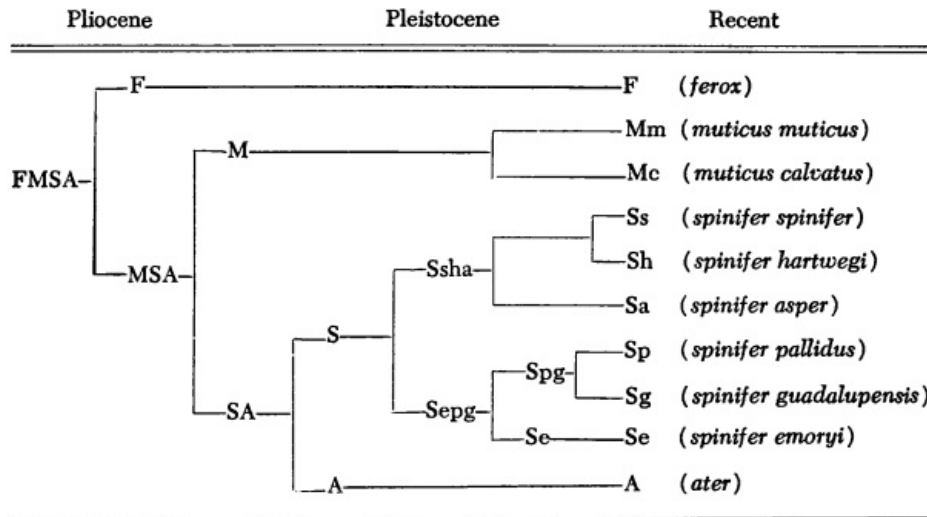 Pliocene Pleistocene Recent
F F (ferox)
Mm (muticus muticus)
M
Mc (muticus calvatus)
FMSA
Ss (spinifer spinifer)
Sh (spinifer hartwegi)
MSA Ssha
Sa (spinifer asper)
S
Sp (spinifer pallidus)
Spg
Sg (spinifer guadalupensis)
SA Sepg
Se Se (spinifer emoryi)
A A (ater)